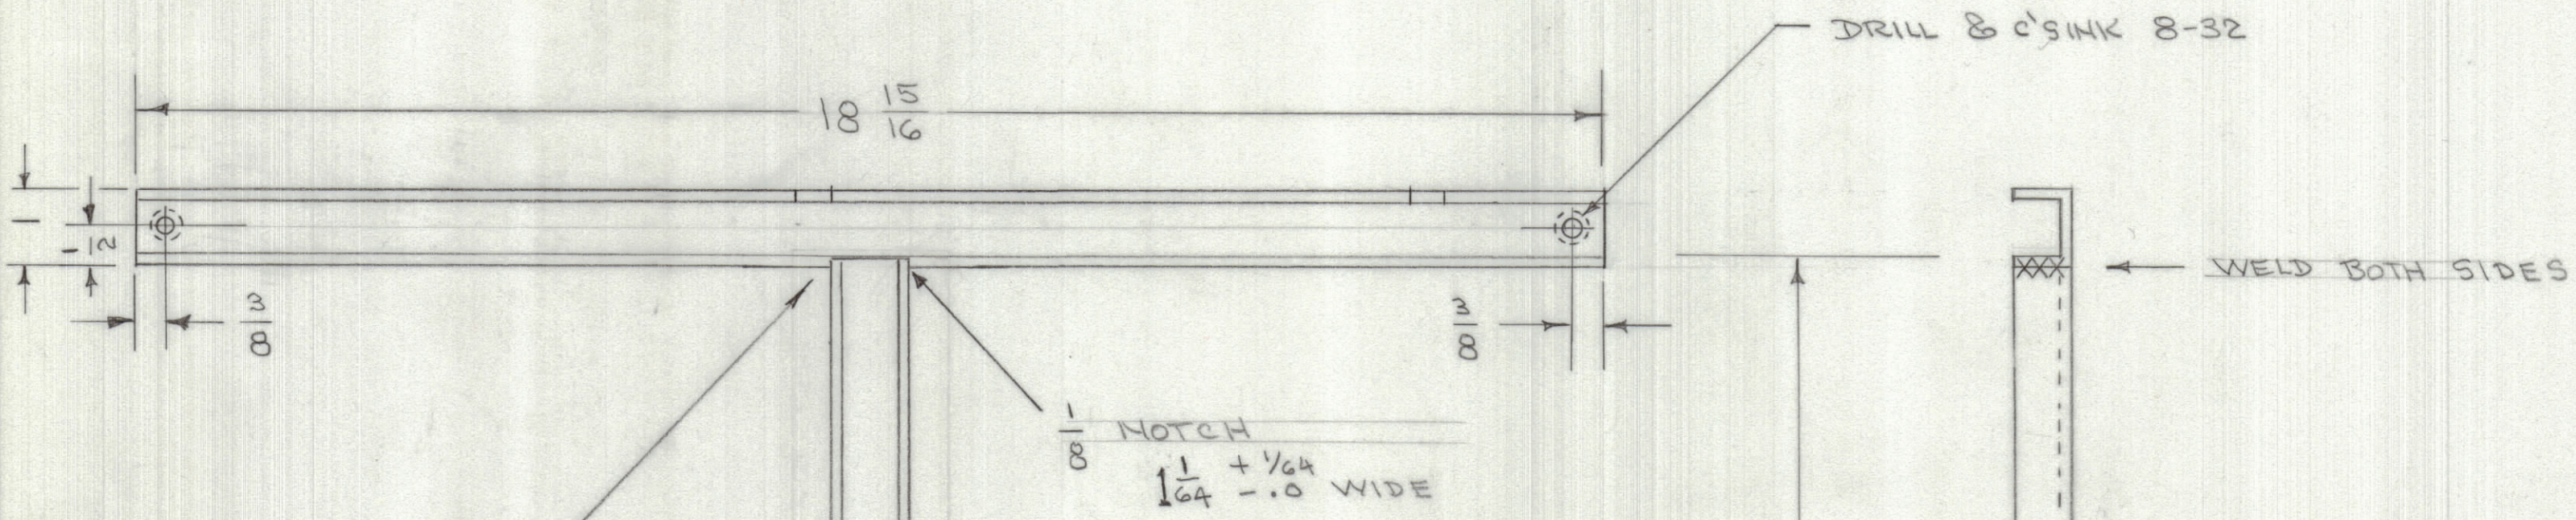 DRILL & C'SINK 8-32
18 15/16
1
1/2
3/8
3/8
WELD BOTH SIDES
1/8 NOTCH
1 1/64 + 1/64 - .0 WIDE